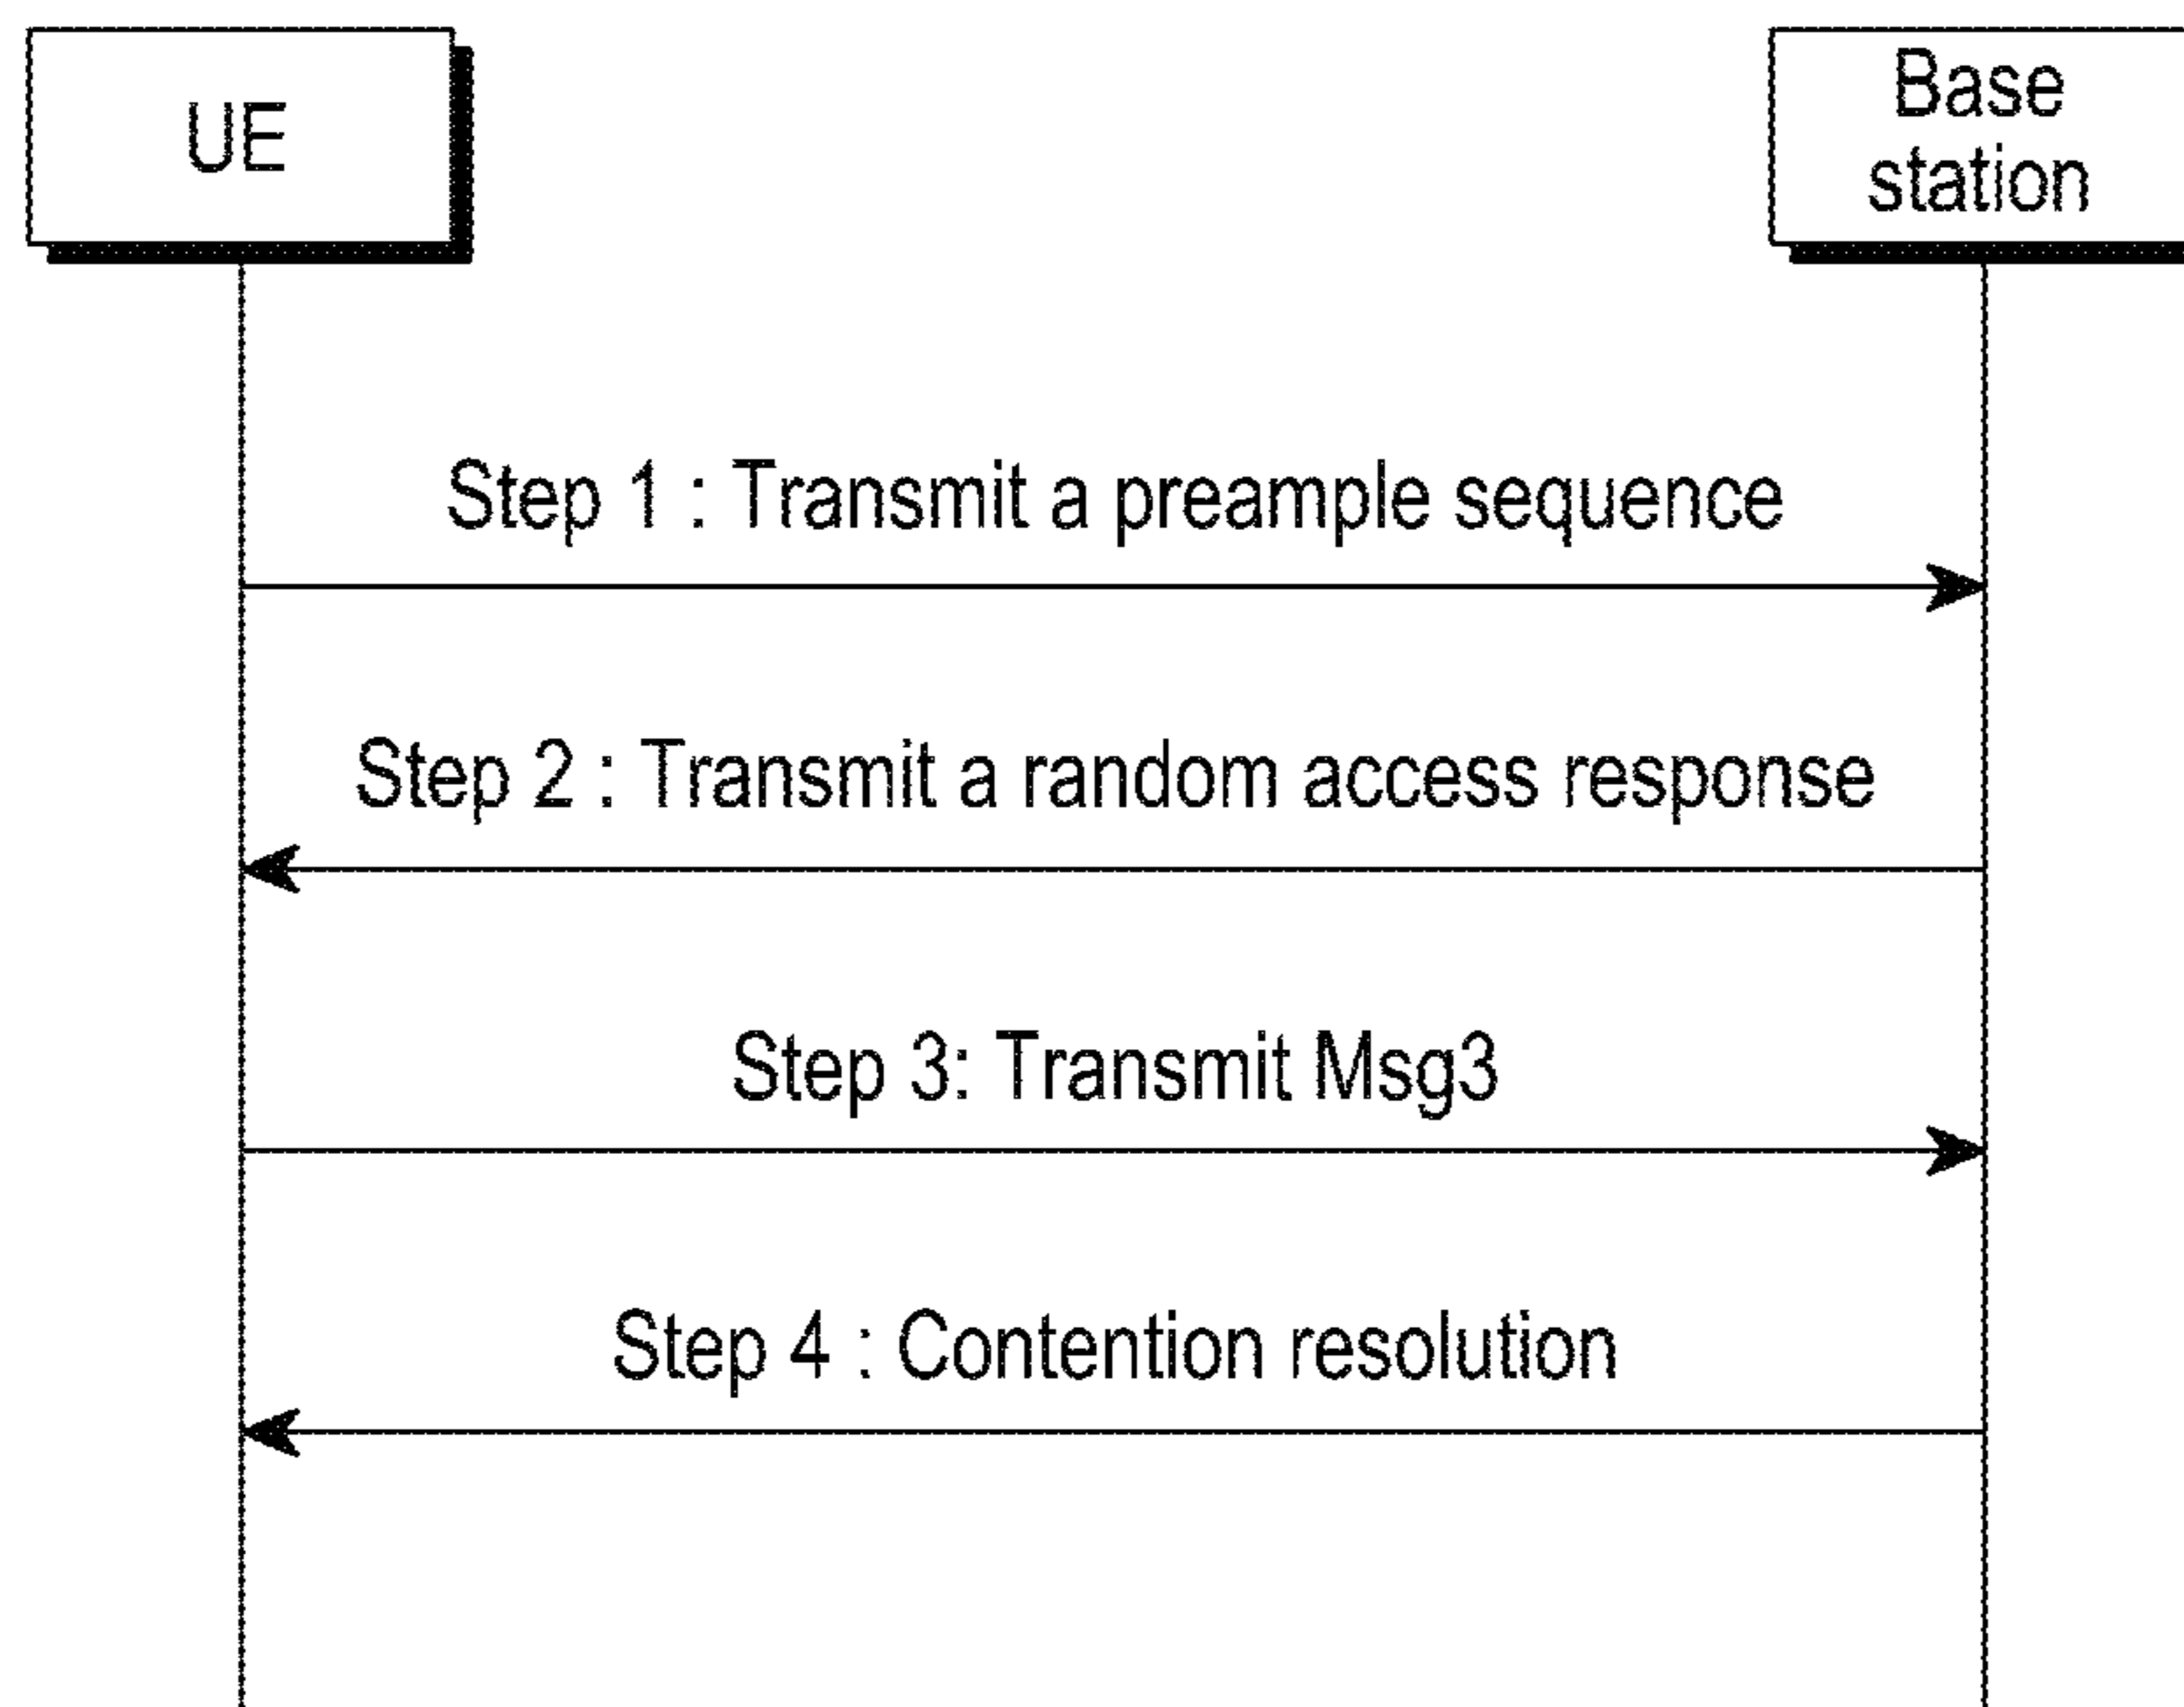 UE
Base
station
Step 1 : Transmit a preample sequence
Step 2 : Transmit a random access response
Step 3: Transmit Msg3
Step 4 : Contention resolution